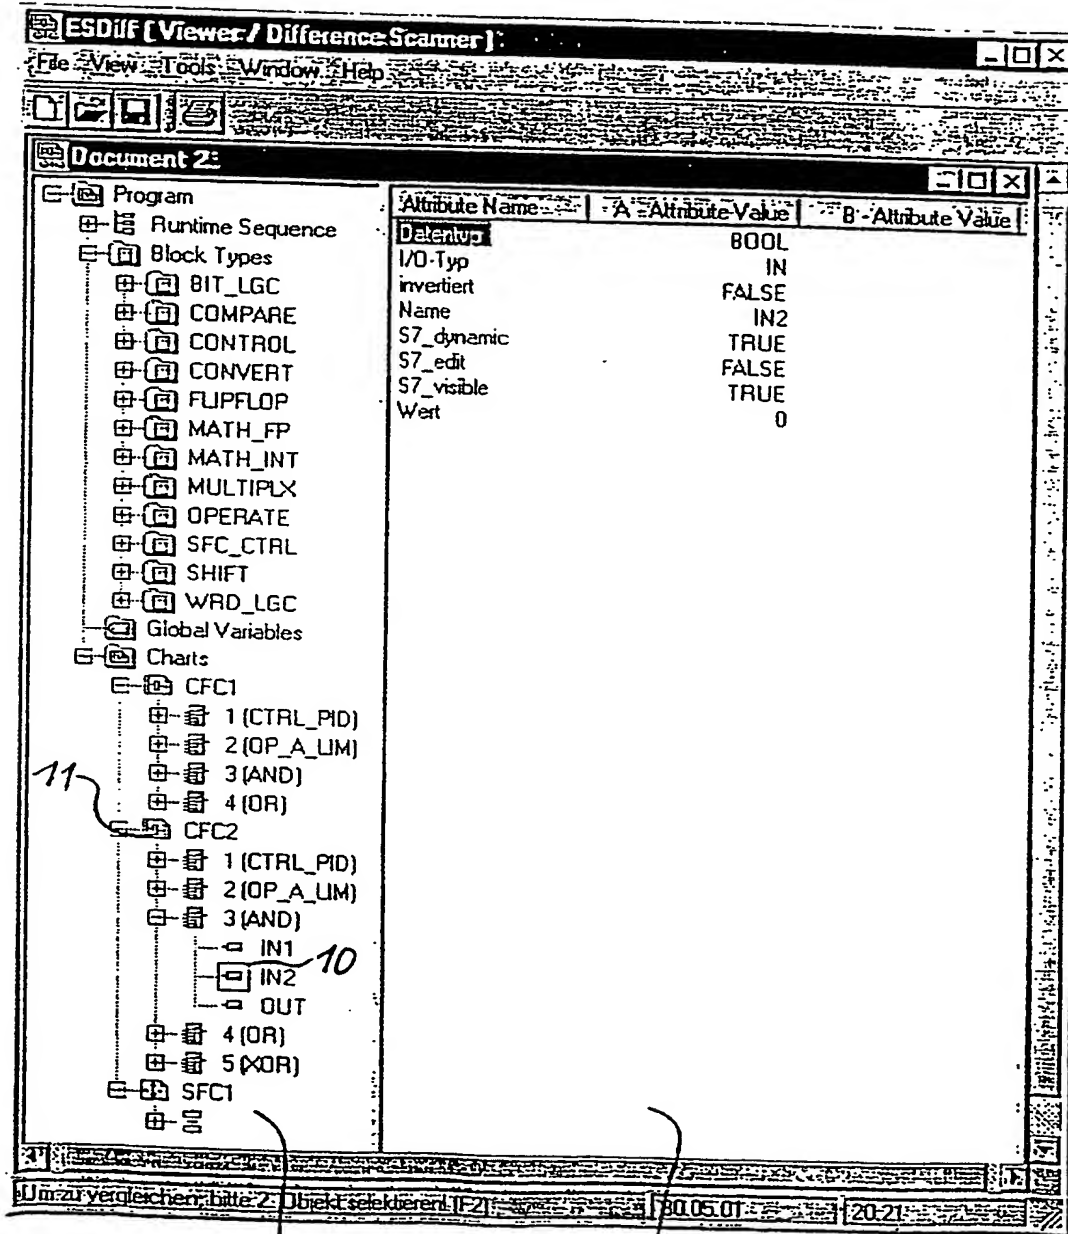 ESDiff [ Viewer / Difference Scanner ]
File View Tools Window Help
Document 2:
Program
Runtime Sequence
Block Types
BIT_LGC
COMPARE
CONTROL
CONVERT
FLIPFLOP
MATH_FP
MATH_INT
MULTIPLX
OPERATE
SFC_CTRL
SHIFT
WRD_LGC
Global Variables
Charts
CFC1
1 (CTRL_PID)
2 (OP_A_LIM)
3 (AND)
4 (OR)
11
CFC2
1 (CTRL_PID)
2 (OP_A_LIM)
3 (AND)
IN1
10
IN2
OUT
4 (OR)
5 (XOR)
SFC1
Attribute Name A - Attribute Value B - Attribute Value
Datentyp BOOL
I/O-Typ IN
invertiert FALSE
Name IN2
S7_dynamic TRUE
S7_edit FALSE
S7_visible TRUE
Wert 0
Um zu vergleichen, bitte 2. Objekt selektieren! [F2] 30.05.01 20:21